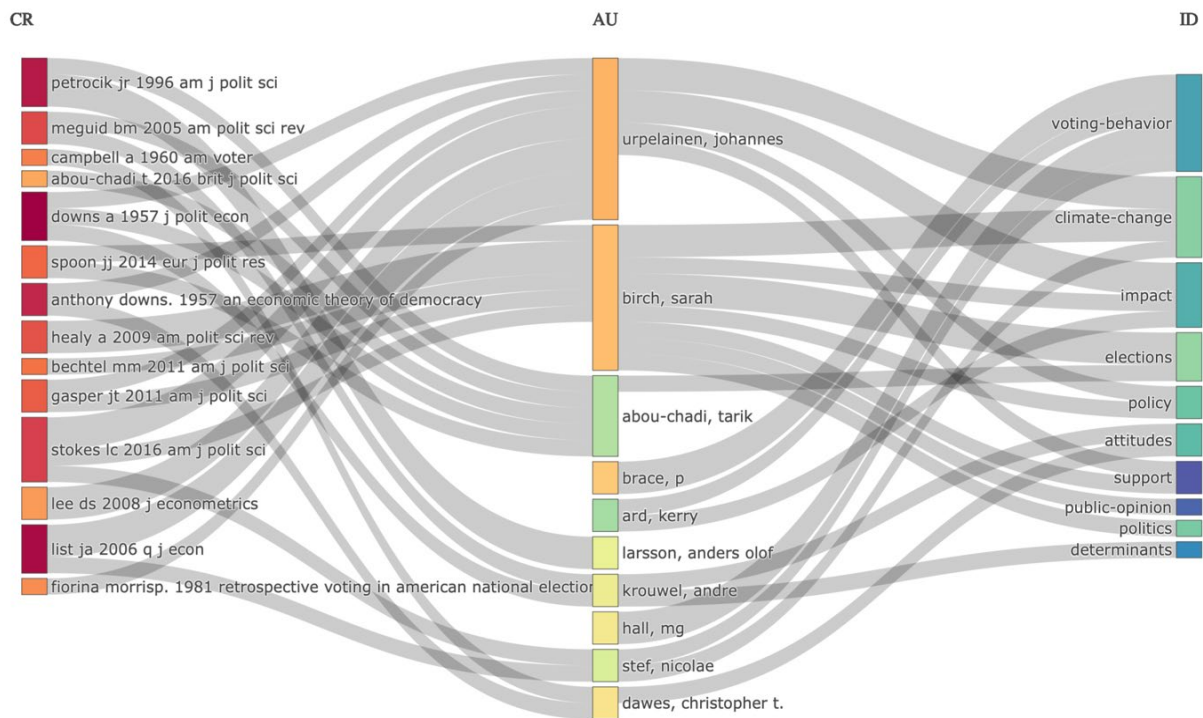 CR
AU
ID
petrocik jr 1996 am j polit sci
meguid bm 2005 am polit sci rev
campbell a 1960 am voter
abou-chadi t 2016 brit j polit sci
downs a 1957 j polit econ
spoon jj 2014 eur j polit res
anthony downs. 1957 an economic theory of democracy
healy a 2009 am polit sci rev
bechtel mm 2011 am j polit sci
gasper jt 2011 am j polit sci
stokes lc 2016 am j polit sci
lee ds 2008 j econometrics
list ja 2006 q j econ
fiorina morrisp. 1981 retrospective voting in american national election
urpelainen, johannes
birch, sarah
abou-chadi, tarik
brace, p
ard, kerry
larsson, anders olof
krouwel, andre
hall, mg
stef, nicolae
dawes, christopher t.
voting-behavior
climate-change
impact
elections
policy
attitudes
support
public-opinion
politics
determinants